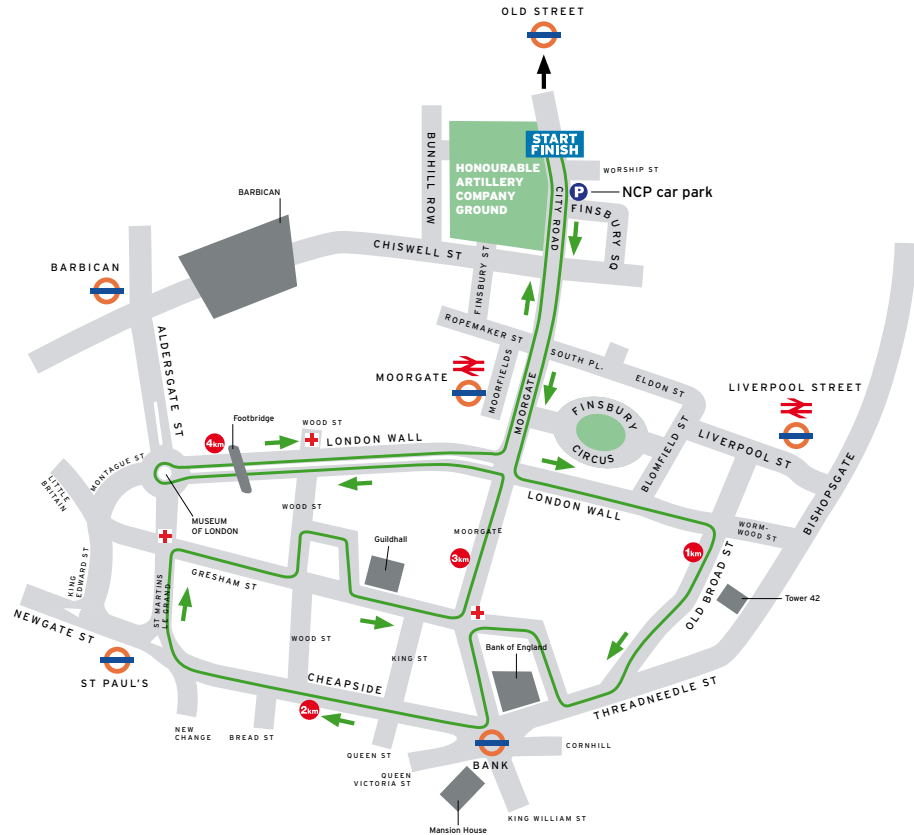 OLD STREET
START
FINISH
WORSHIP ST
P
NCP car park
HONOURABLE
ARTILLERY
COMPANY
GROUND
BUNHILL ROW
CITY ROAD
FINSBURY SQ
BARBICAN
CHISWELL ST
FINSBURY ST
BARBICAN
ROPEMAKER ST
ALDERSGATE ST
MOORGATE
MOORFIELDS
MOORGATE
SOUTH PL.
ELDON ST
LIVERPOOL STREET
FINSBURY
CIRCUS
BLOMFIELD ST
LIVERPOOL ST
BISHOPSGATE
Footbridge
WOOD ST
4km
LONDON WALL
MONTAGUE ST
LITTLE
BRITAIN
MUSEUM
OF LONDON
WOOD ST
LONDON WALL
WORM-
WOOD ST
MOORGATE
Guildhall
3km
1km
KING
EDWARD ST
GRESHAM ST
ST MARTINS
LE GRAND
OLD BROAD ST
Tower 42
NEWGATE ST
WOOD ST
KING ST
Bank of England
ST PAUL'S
CHEAPSIDE
THREADNEEDLE ST
2km
NEW
CHANGE
BREAD ST
QUEEN ST
CORNHILL
BANK
QUEEN
VICTORIA ST
KING WILLIAM ST
Mansion House